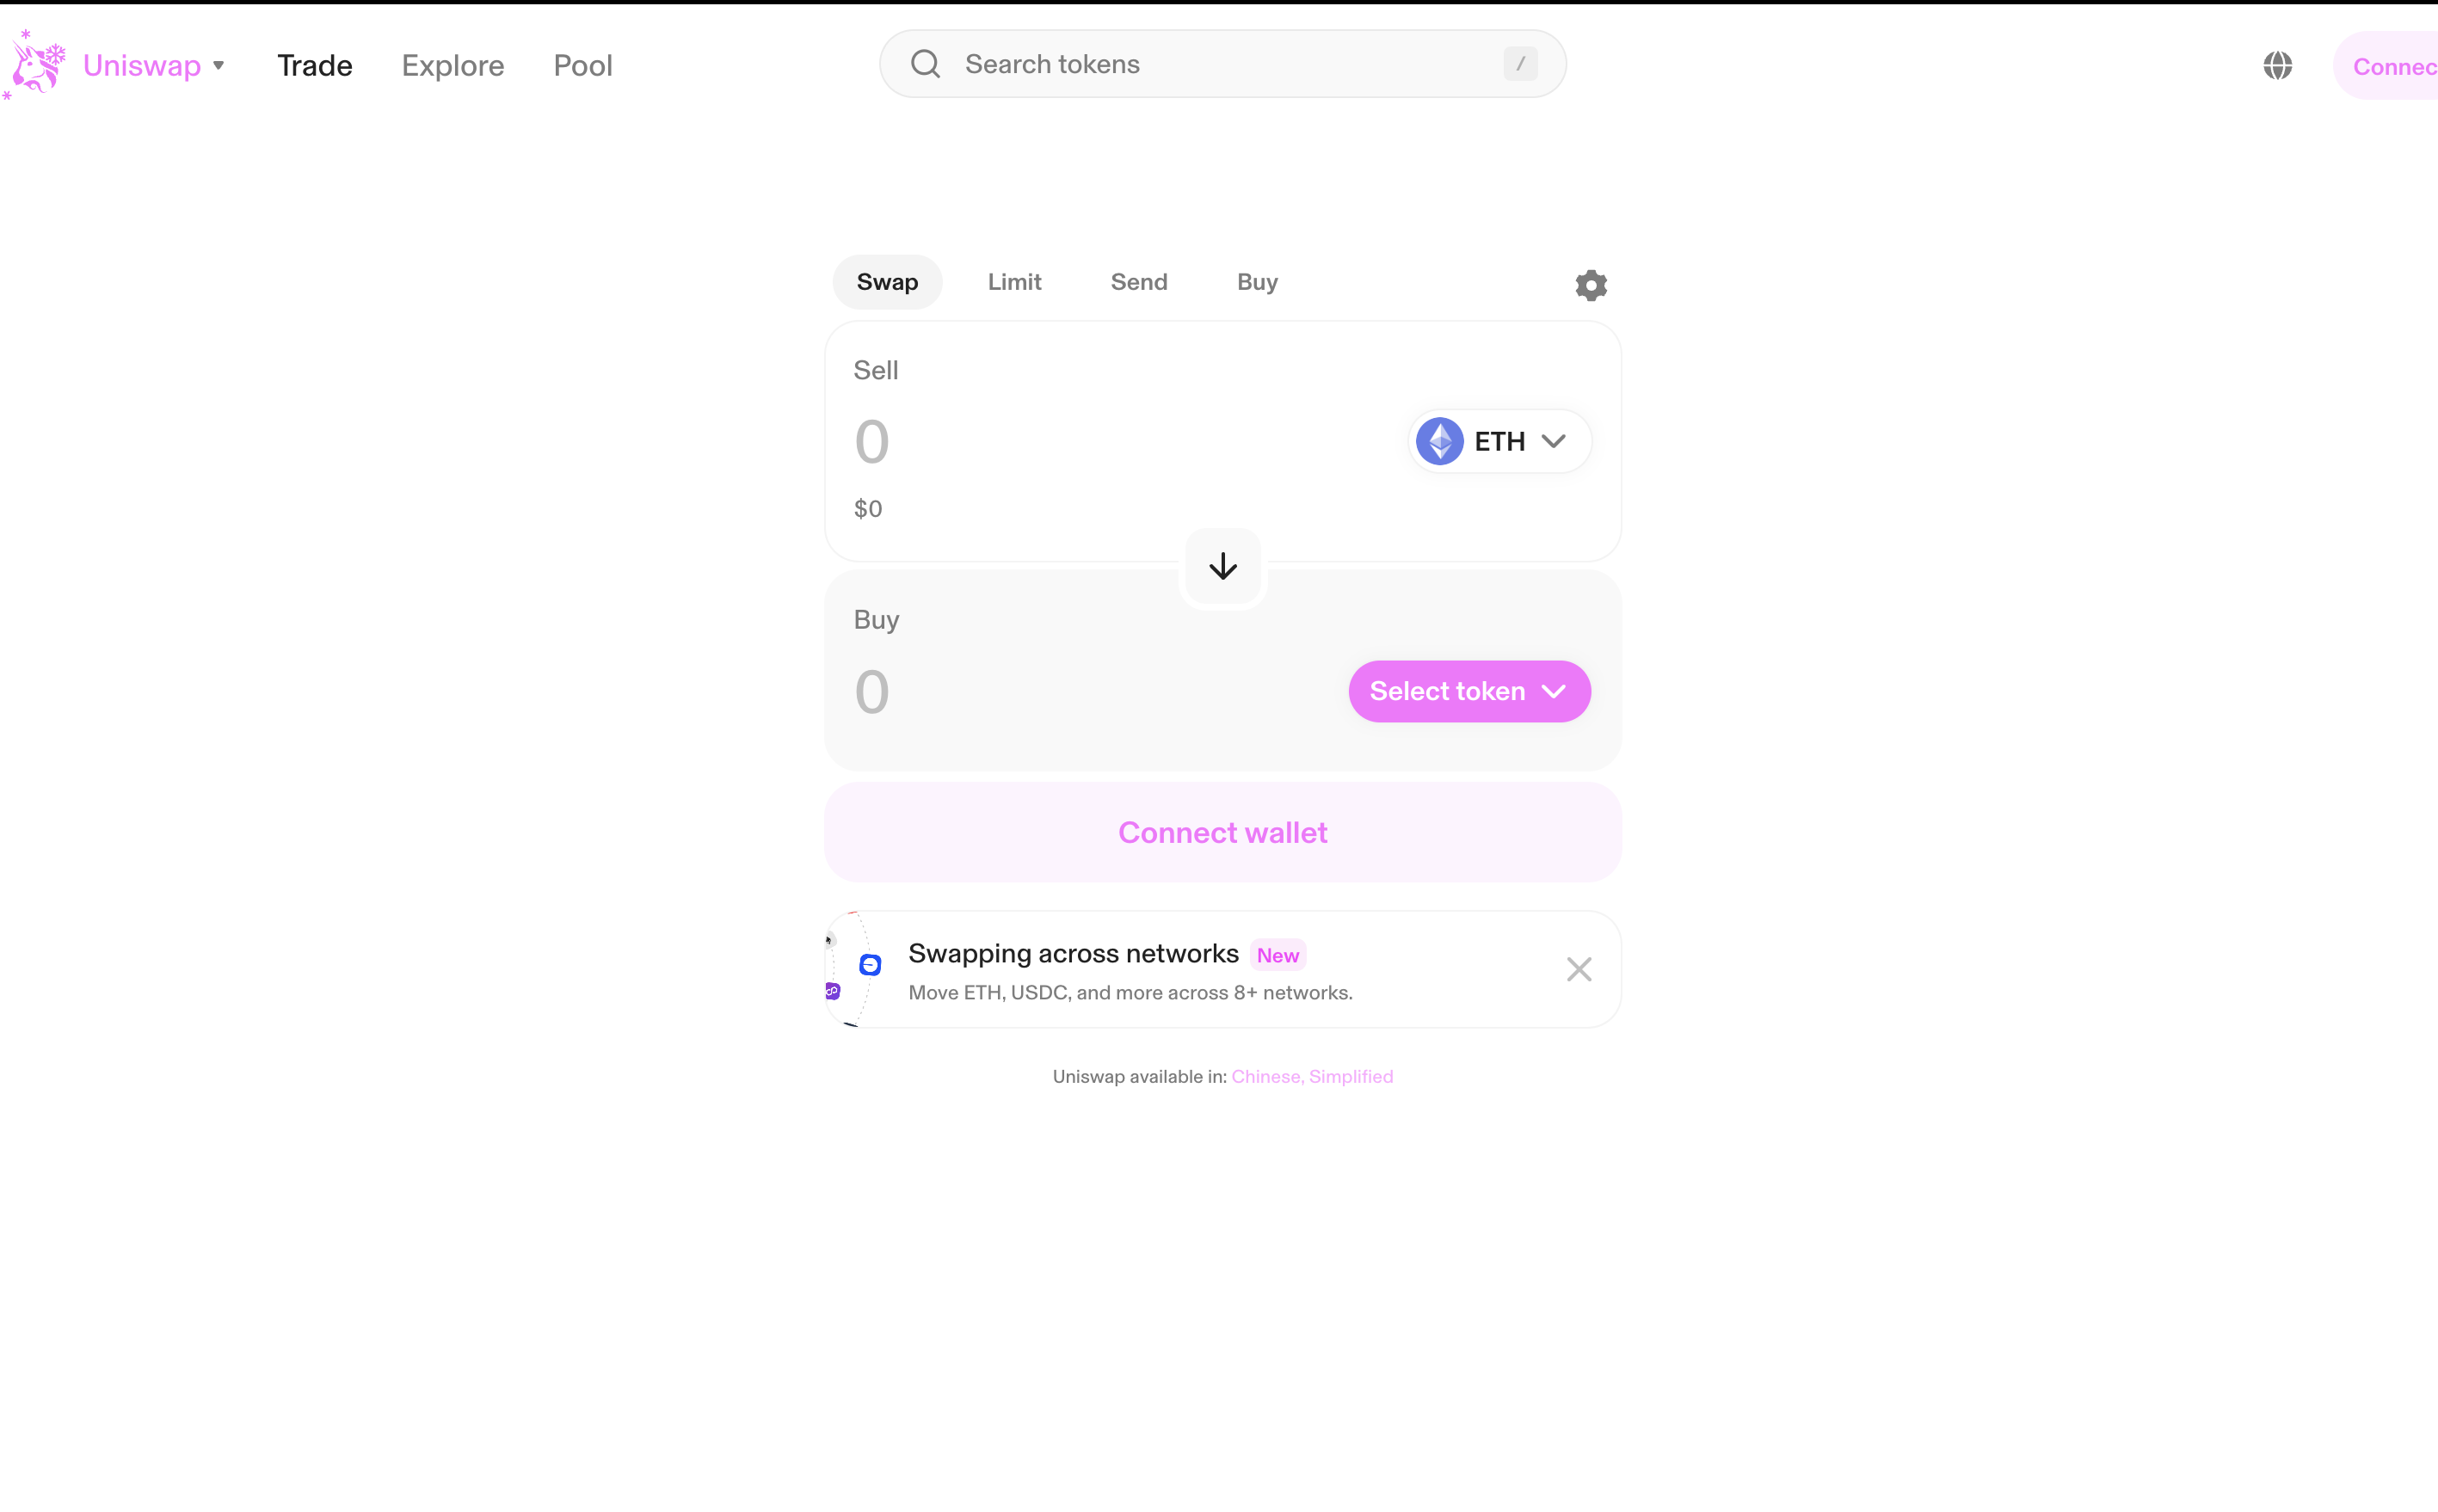 Uniswap Trade Explore Pool Search tokens / Connec
Swap Limit Send Buy
Sell
0 ETH
$0
Buy
0 Select token
Connect wallet
Swapping across networks New
Move ETH, USDC, and more across 8+ networks.
Uniswap available in: Chinese, Simplified